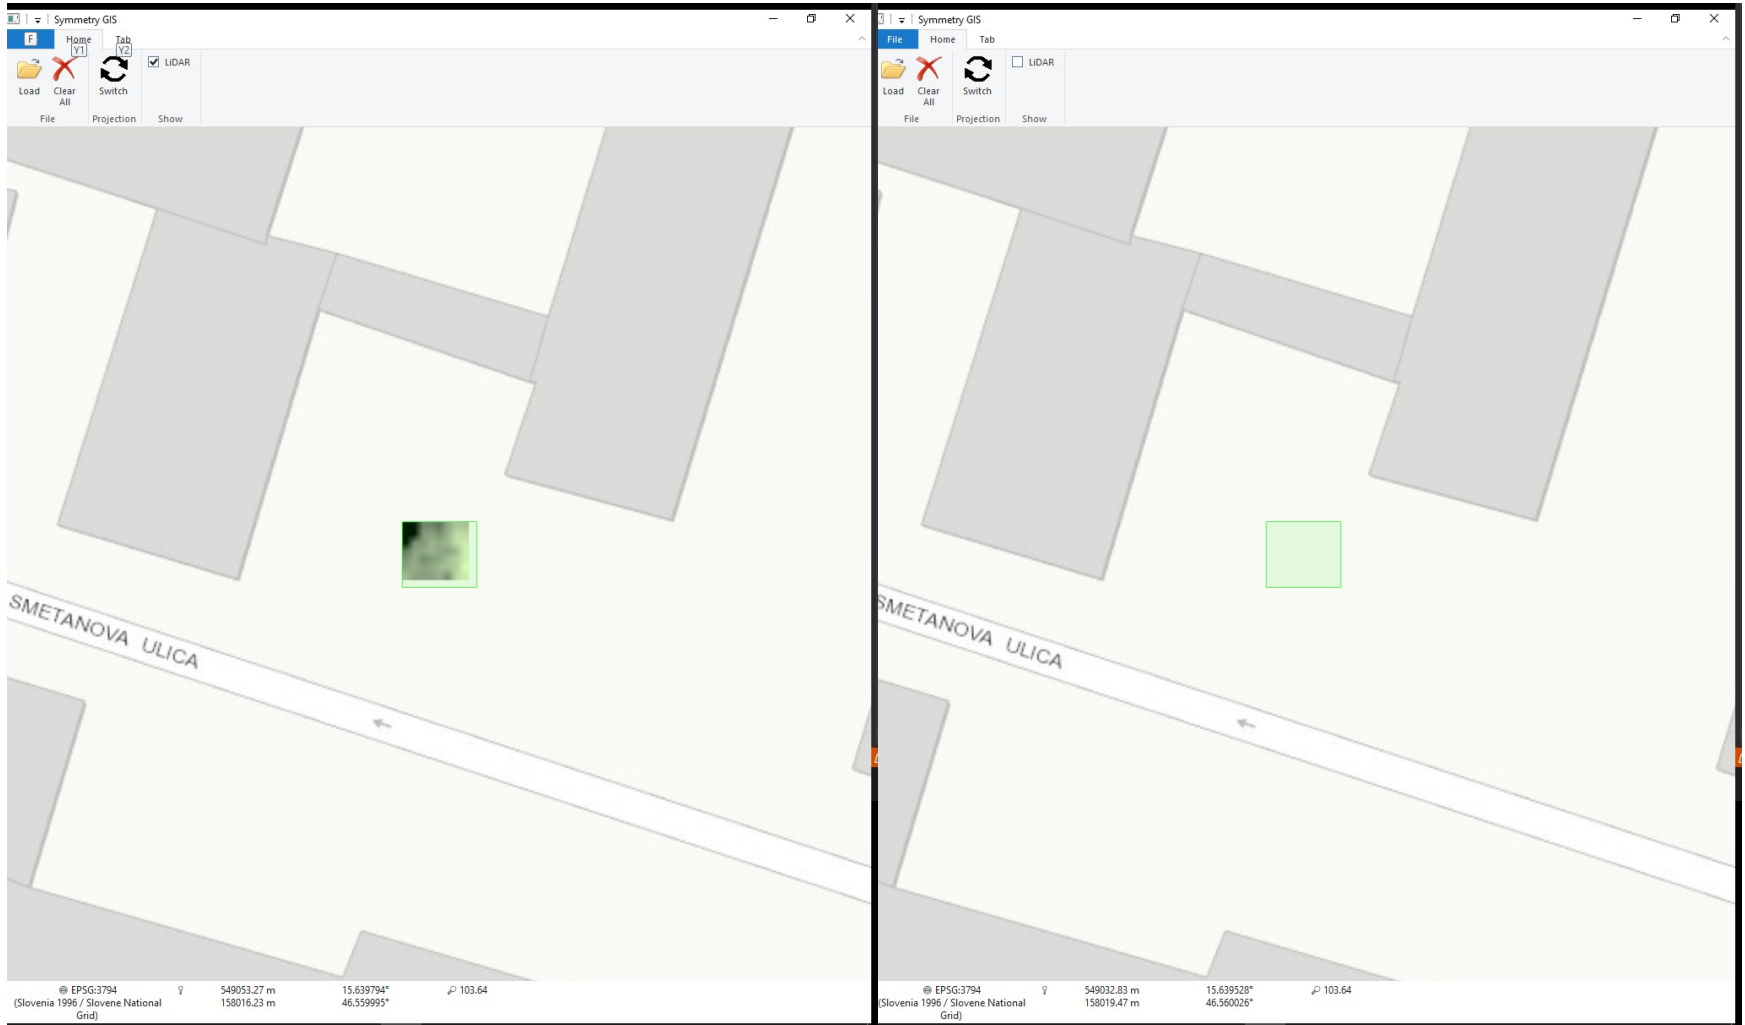 Symmetry GIS
F Home Tab
Y1 Y2
LiDAR
Load Clear All Switch
File Projection Show
SMETANOVA ULICA
EPSG:3794 549053.27 m 15.639794° 103.64
(Slovenia 1996 / Slovene National 158016.23 m 46.559995°
Grid)
Symmetry GIS
File Home Tab
LiDAR
Load Clear All Switch
File Projection Show
SMETANOVA ULICA
EPSG:3794 549032.83 m 15.639528° 103.64
(Slovenia 1996 / Slovene National 158019.47 m 46.560026°
Grid)